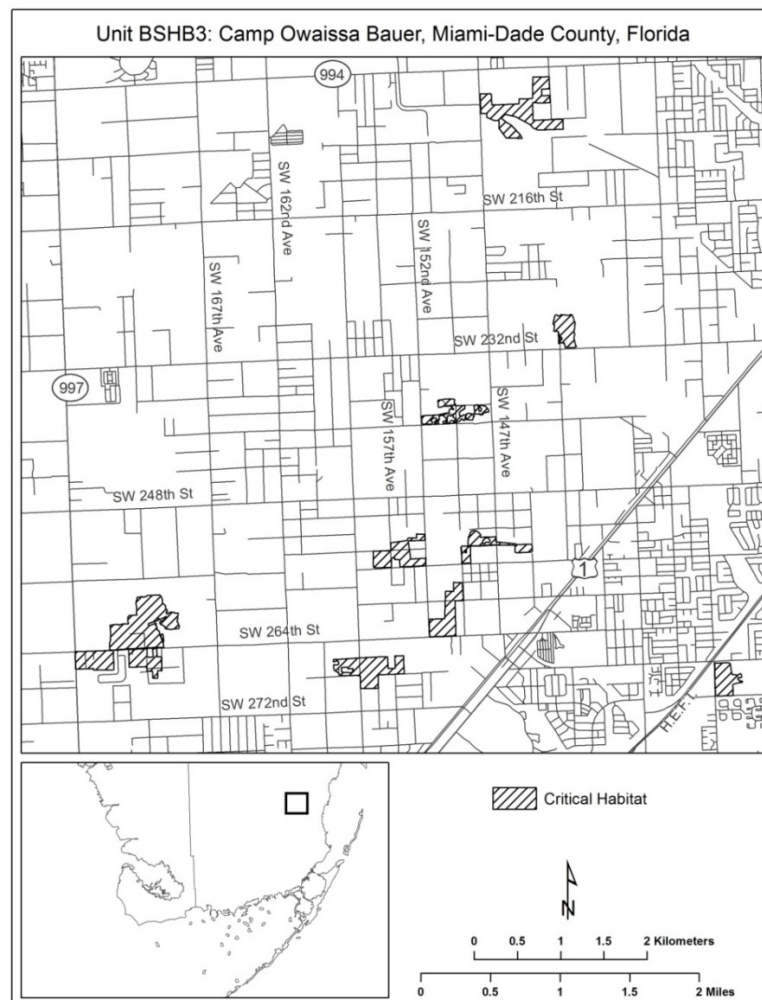 Unit BSHB3: Camp Owaissa Bauer, Miami-Dade County, Florida
994
SW 162nd Ave
SW 216th St
SW 152nd Ave
SW 167th Ave
SW 232nd St
997
SW 157th Ave
SW 147th Ave
SW 248th St
1
SW 264th St
SW 272nd St
H.E.F.T.
Critical Habitat
N
0 0.5 1 1.5 2 Kilometers
0 0.5 1 1.5 2 Miles